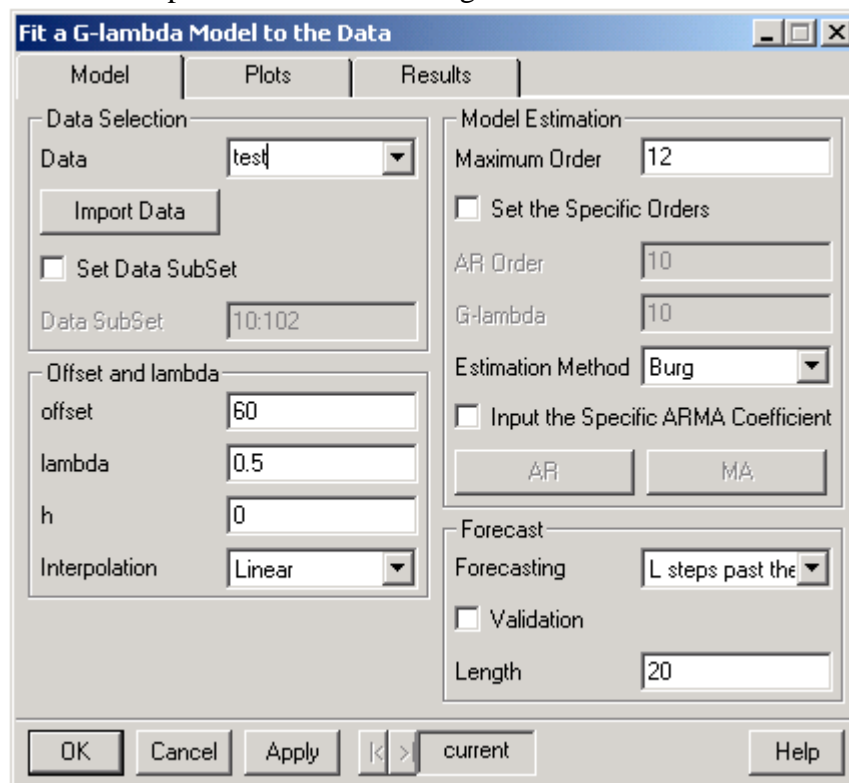 Fit a G-lambda Model to the Data
Model Plots Results
Data Selection
Data test
Import Data
Set Data SubSet
Data SubSet 10:102
Offset and lambda
offset 60
lambda 0.5
h 0
Interpolation Linear
Model Estimation
Maximum Order 12
Set the Specific Orders
AR Order 10
G-lambda 10
Estimation Method Burg
Input the Specific ARMA Coefficient
AR MA
Forecast
Forecasting L steps past the
Validation
Length 20
OK Cancel Apply |< >| current Help